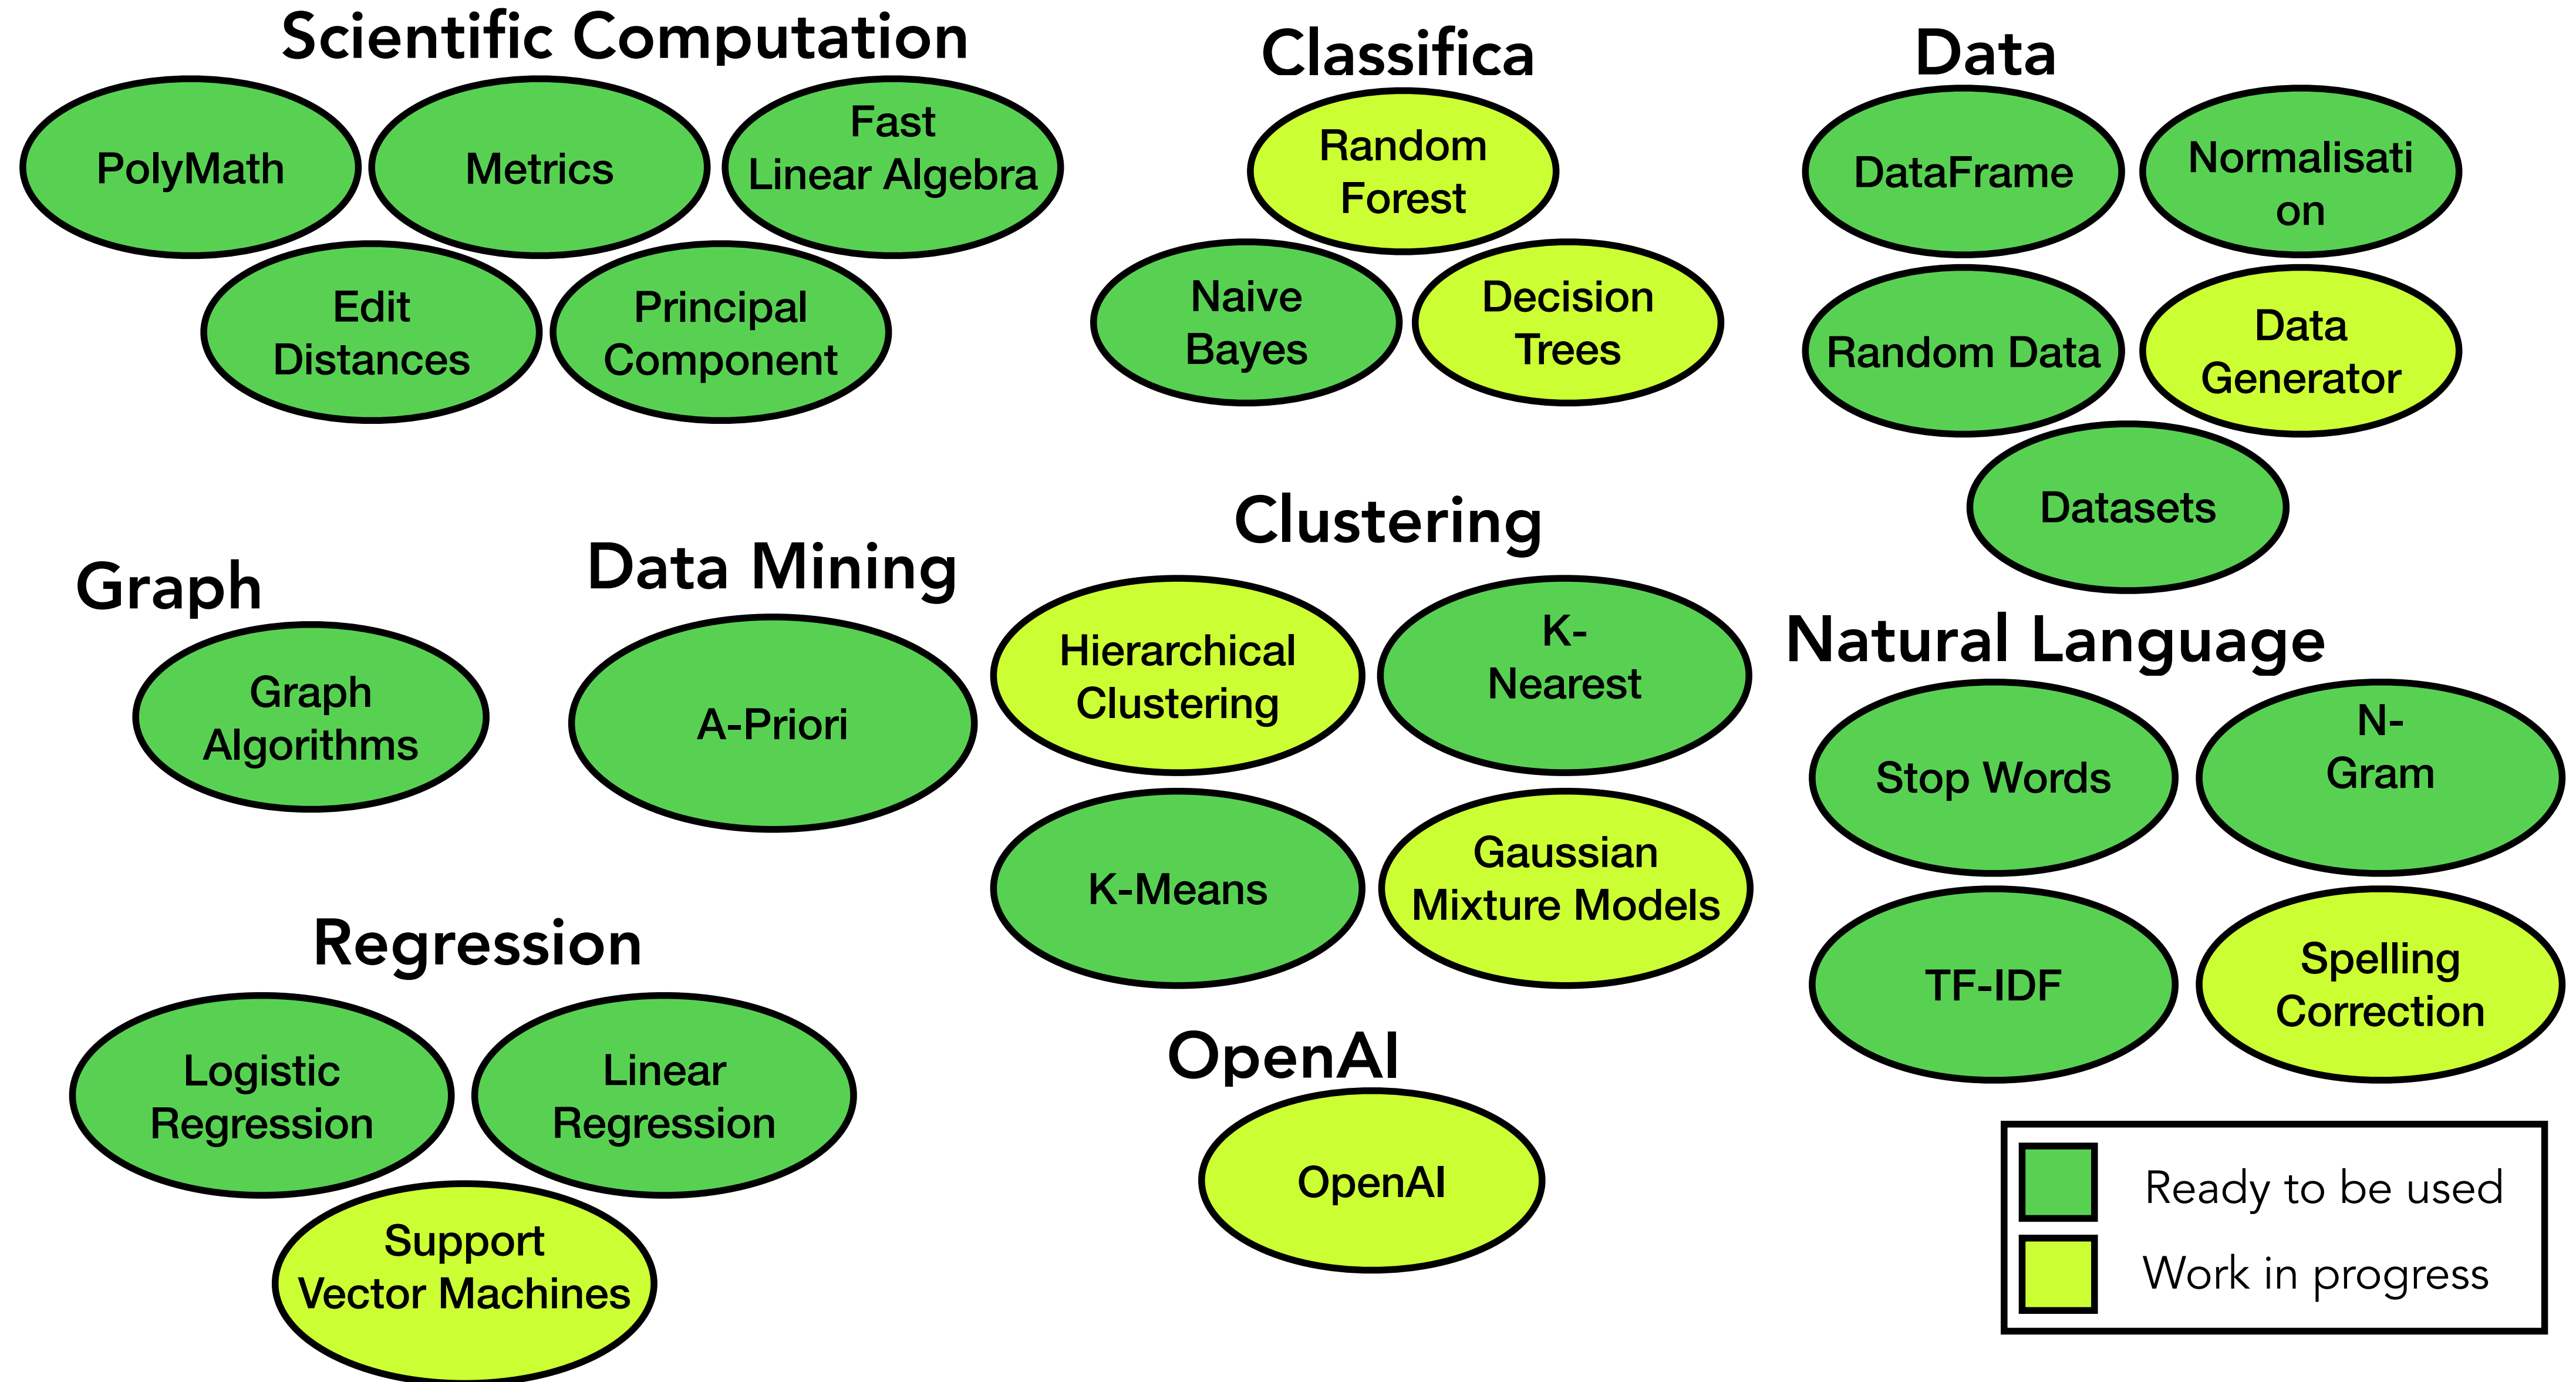 Scientific Computation
PolyMath
Metrics
Fast
Linear Algebra
Edit
Distances
Principal
Component
Classifica
Random
Forest
Naive
Bayes
Decision
Trees
Data
DataFrame
Normalisati
on
Random Data
Data
Generator
Datasets
Graph
Graph
Algorithms
Data Mining
A-Priori
Clustering
Hierarchical
Clustering
K-
Nearest
K-Means
Gaussian
Mixture Models
Natural Language
Stop Words
N-
Gram
TF-IDF
Spelling
Correction
Regression
Logistic
Regression
Linear
Regression
Support
Vector Machines
OpenAI
OpenAI
Ready to be used
Work in progress